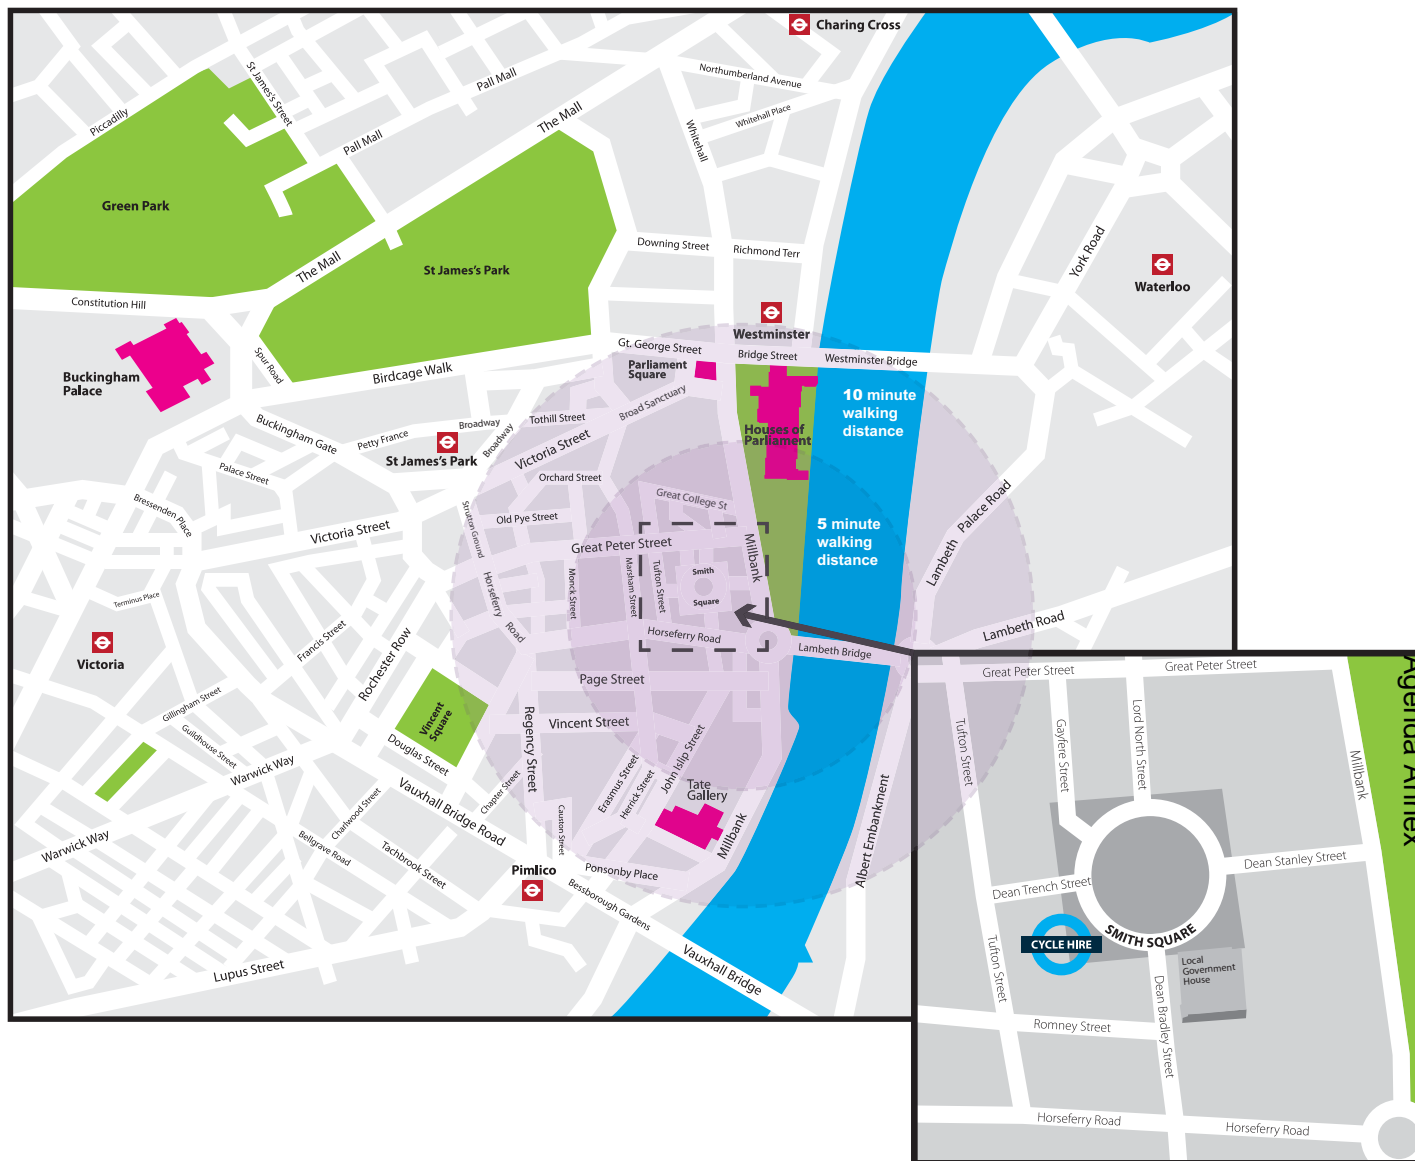 Charing Cross
Northumberland Avenue
Whitehall Place
Whitehall
Pall Mall
St James's Street
Piccadilly
Pall Mall
The Mall
Green Park
The Mall
St James's Park
Constitution Hill
Downing Street
Richmond Terr
York Road
Waterloo
Westminster
Gt. George Street
Bridge Street
Westminster Bridge
Parliament
Square
Spur Road
Birdcage Walk
Buckingham
Palace
10 minute
walking
distance
Houses of
Parliament
Broad Sanctuary
Tothill Street
Broadway
Broadway
Petty France
Buckingham Gate
St James's Park
Victoria Street
Palace Street
Orchard Street
Great College St
Bressenden Place
Strutton Ground
Old Pye Street
Victoria Street
Great Peter Street
5 minute
walking
distance
Millbank
Lambeth
Palace Road
Smith
Square
Tufton Street
Marsham Street
Monck Street
Horseferry
Road
Terminus Place
Horseferry Road
Lambeth Road
Lambeth Bridge
Victoria
Francis Street
Rochester Row
Page Street
Gillingham Street
Guildhouse Street
Vincent
Square
Vincent Street
Regency Street
Douglas Street
Warwick Way
Vauxhall Bridge Road
Chapter Street
Erasmus Street
Herrick Street
John Islip Street
Tate
Gallery
Millbank
Albert Embankment
Warwick Way
Bellgrave Road
Charlwood Street
Tachbrook Street
Causton Street
Pimlico
Ponsonby Place
Bessborough Gardens
Lupus Street
Vauxhall Bridge
Great Peter Street
Great Peter Street
Agenda Annex
Tufton Street
Gayfere Street
Lord North Street
Millbank
Dean Stanley Street
Dean Trench Street
CYCLE HIRE
SMITH SQUARE
Local
Government
House
Tufton Street
Dean Bradley Street
Romney Street
Horseferry Road
Horseferry Road